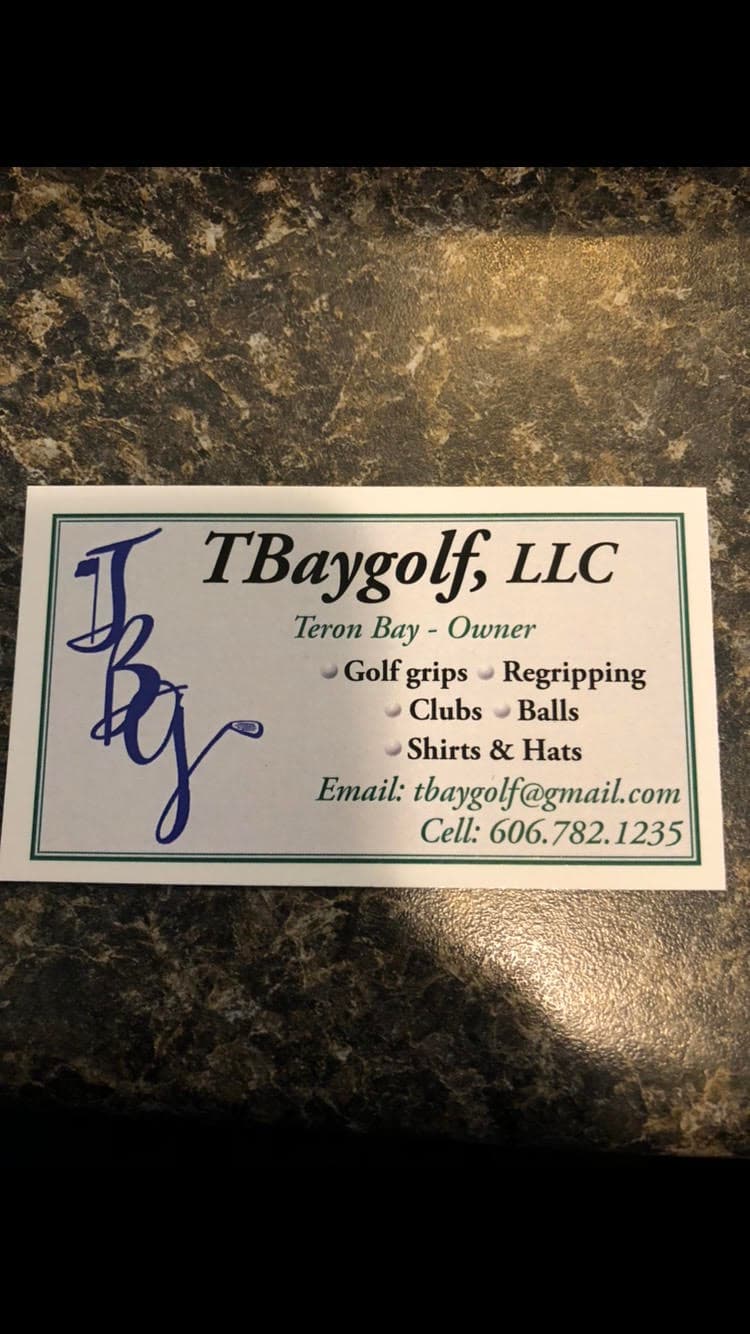 TBG
TBaygolf, LLC
Teron Bay - Owner
Golf grips Regripping
Clubs Balls
Shirts & Hats
Email: tbaygolf@gmail.com
Cell: 606.782.1235